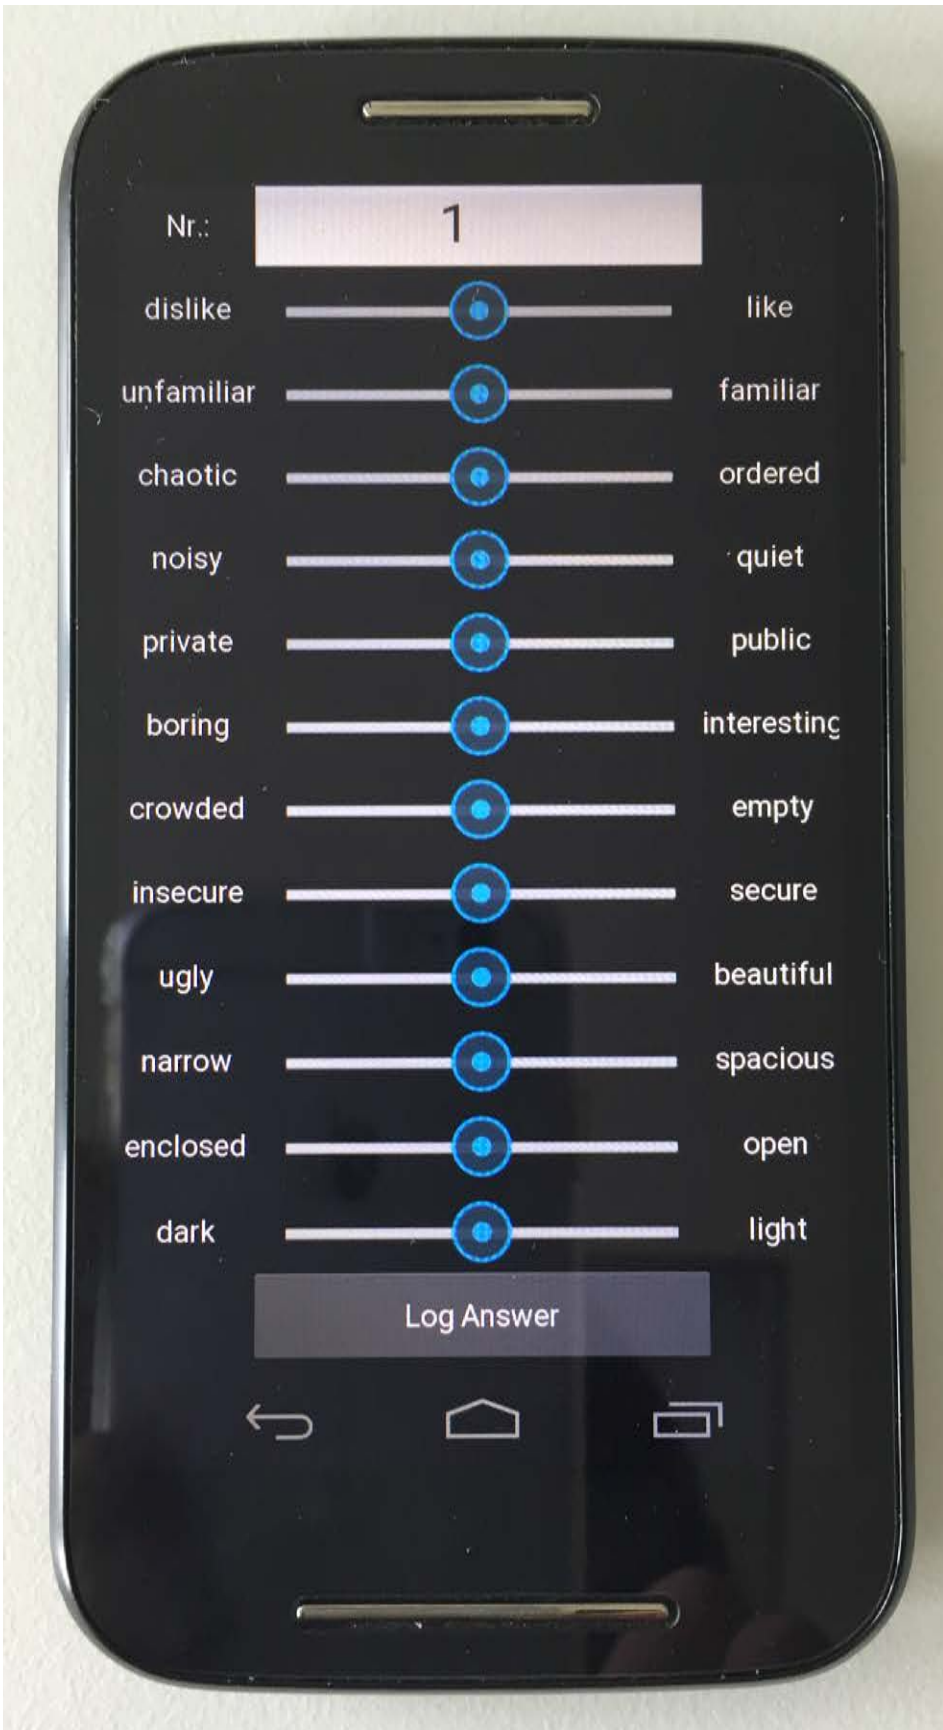 Nr.: 1
dislike like
unfamiliar familiar
chaotic ordered
noisy quiet
private public
boring interesting
crowded empty
insecure secure
ugly beautiful
narrow spacious
enclosed open
dark light
Log Answer